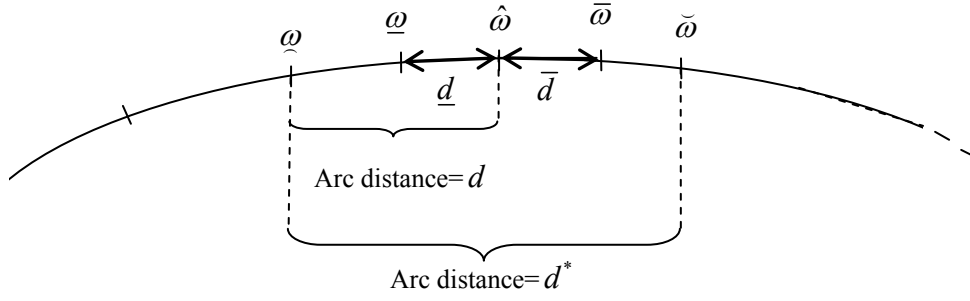 ω̯ ω̲ ω̂ ω̄ ω̆
d̲ d̄
Arc distance= d
Arc distance= d*